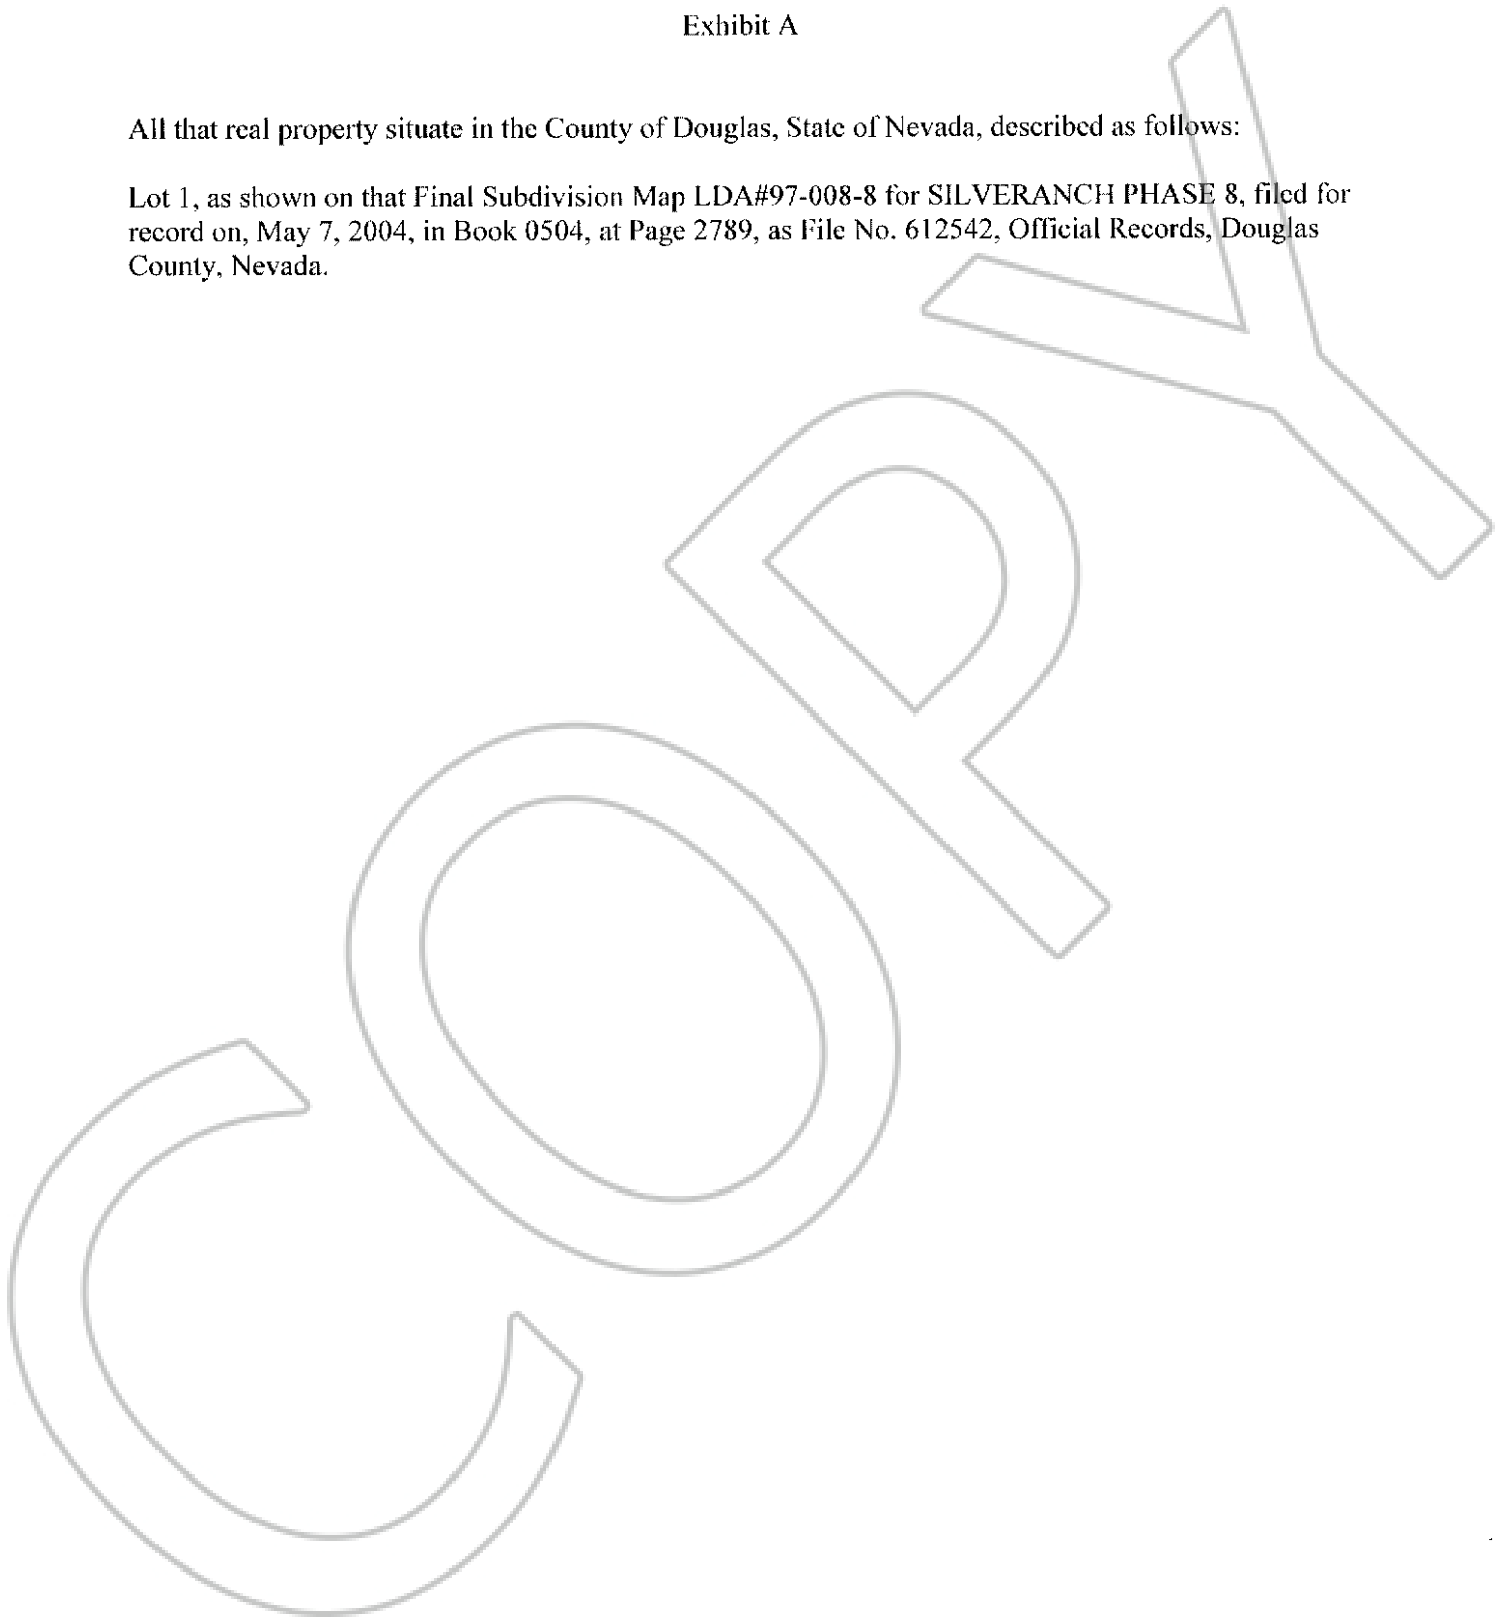 Exhibit A
All that real property situate in the County of Douglas, State of Nevada, described as follows:
Lot 1, as shown on that Final Subdivision Map LDA#97-008-8 for SILVERANCH PHASE 8, filed for
record on, May 7, 2004, in Book 0504, at Page 2789, as File No. 612542, Official Records, Douglas
County, Nevada.
COPY